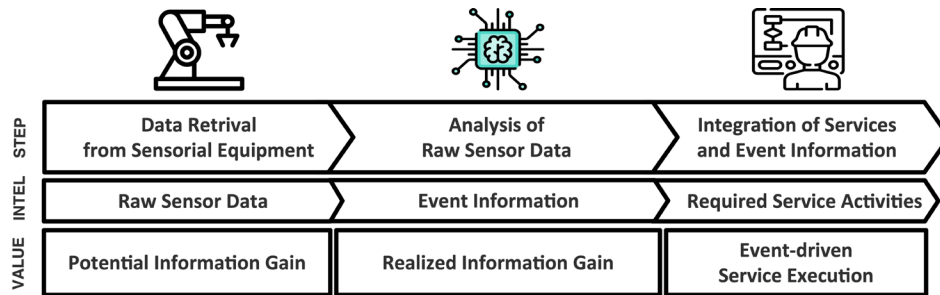 STEP
Data Retrival
from Sensorial Equipment
Analysis of
Raw Sensor Data
Integration of Services
and Event Information
INTEL
Raw Sensor Data
Event Information
Required Service Activities
VALUE
Potential Information Gain
Realized Information Gain
Event-driven
Service Execution